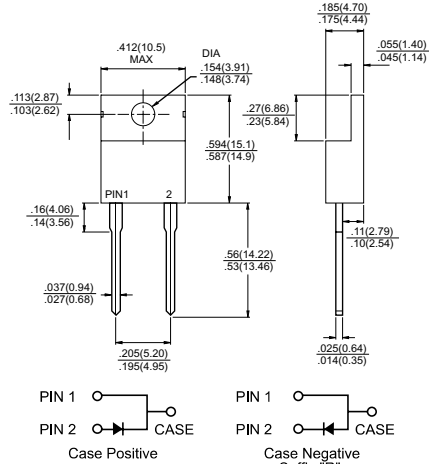 .185(4.70)
.175(4.44)
.412(10.5)
MAX
DIA
.154(3.91)
.148(3.74)
.055(1.40)
.045(1.14)
.113(2.87)
.103(2.62)
.27(6.86)
.23(5.84)
.594(15.1)
.587(14.9)
PIN1 2
.16(4.06)
.14(3.56)
.11(2.79)
.10(2.54)
.56(14.22)
.53(13.46)
.037(0.94)
.027(0.68)
.205(5.20)
.195(4.95)
.025(0.64)
.014(0.35)
PIN 1
PIN 2 CASE
Case Positive
PIN 1
PIN 2 CASE
Case Negative
Suffix "R"